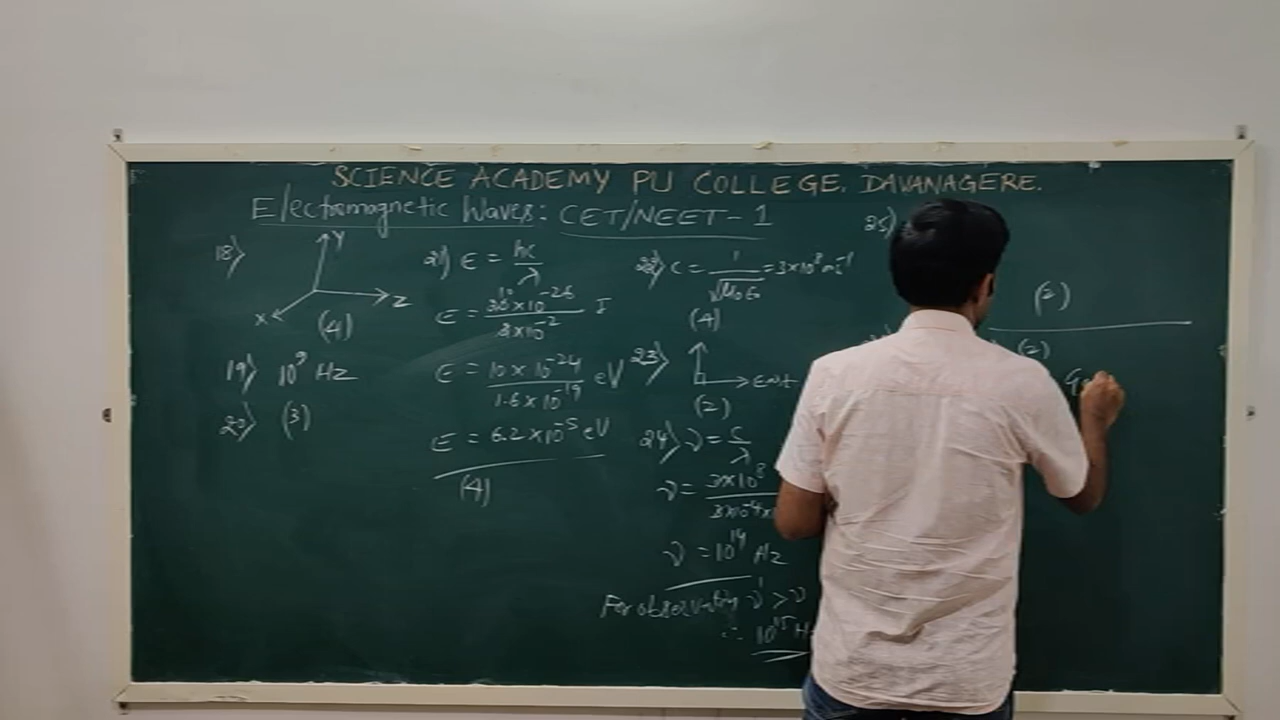 SCIENCE ACADEMY PU COLLEGE, DAVANAGERE.
Electromagnetic Waves: CET/NEET-1
18)
Y
X
Z
(4)
19) 10⁹ Hz
20) (3)
21) E = hc/λ
E = 10⁻²⁶/3×10⁻² J
E = 10×10⁻²⁴/1.6×10⁻¹⁹ eV
E = 6.2×10⁻⁵ eV
(4)
22) C = 1/√μ₀ε₀ = 3×10⁸ ms⁻¹
(4)
23)
East
(2)
24) ν = c/λ
ν = 3×10⁸
ν = 10¹⁴ Hz
For observing ν' > ν
∴ 10¹⁵ H
25)
(2)
(2)